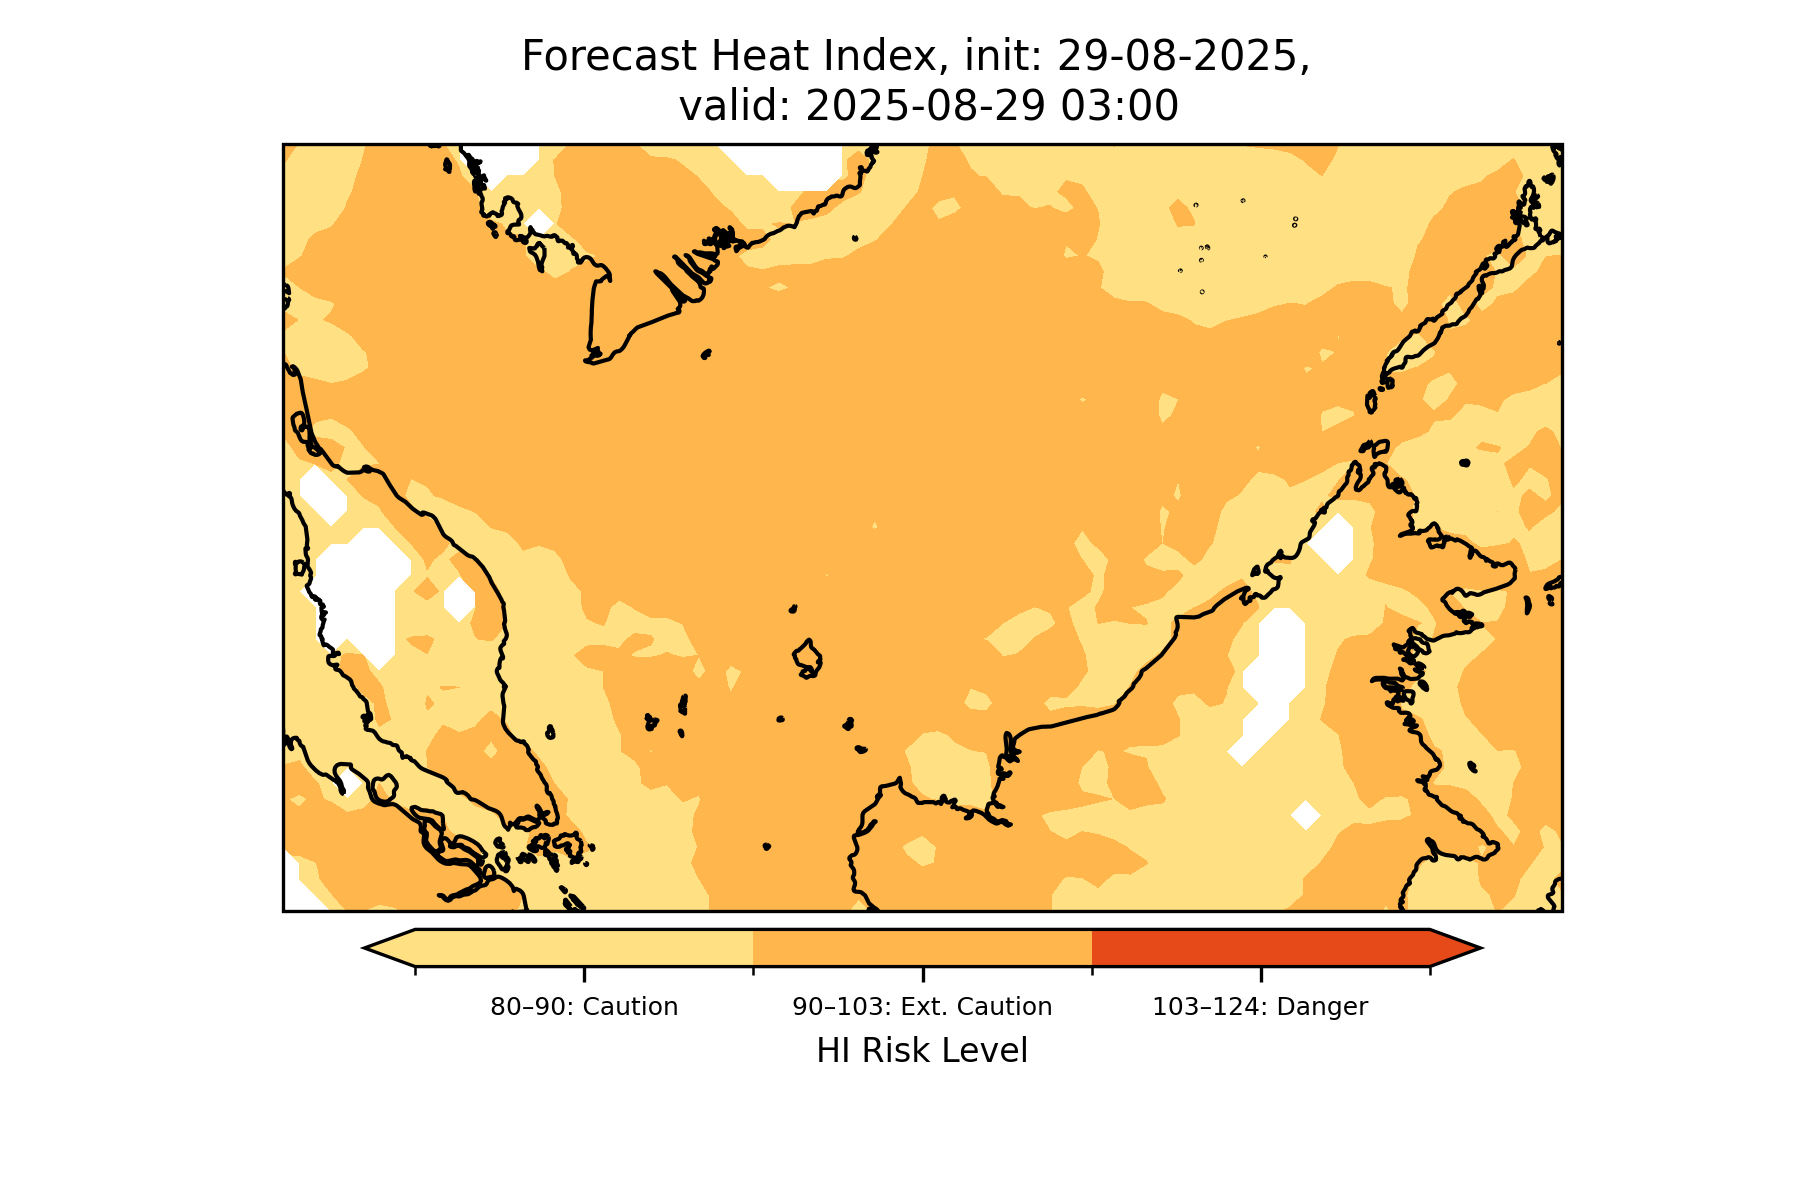 Forecast Heat Index, init: 29-08-2025,
valid: 2025-08-29 03:00
80–90: Caution
90–103: Ext. Caution
103–124: Danger
HI Risk Level